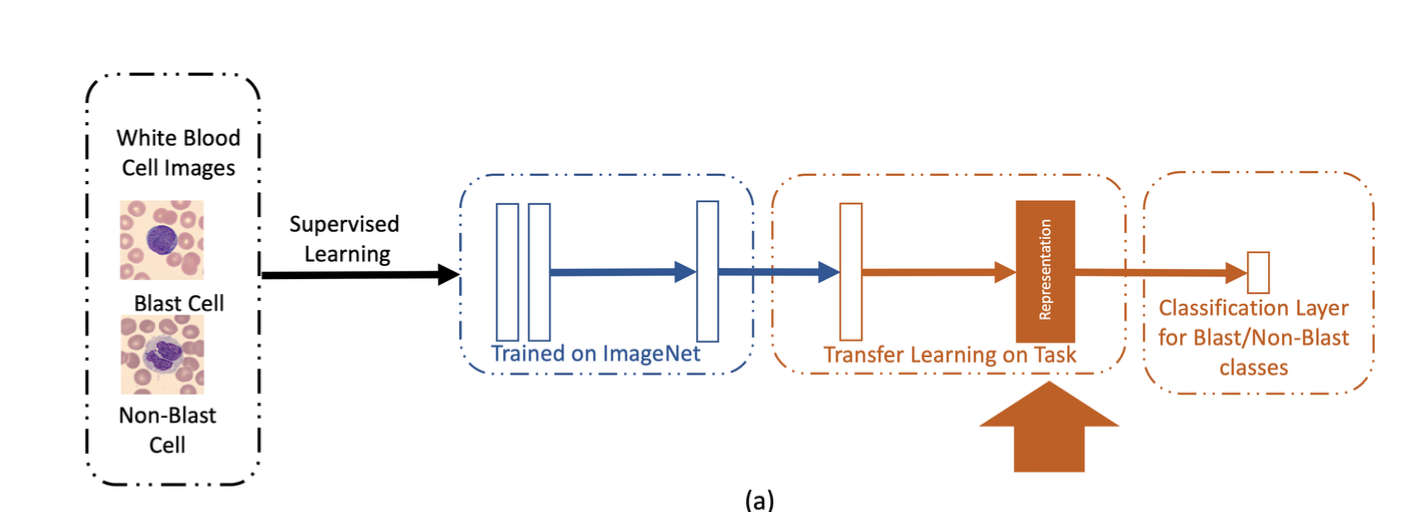 White Blood
Cell Images
Blast Cell
Non-Blast
Cell
Supervised
Learning
Trained on ImageNet
Representation
Transfer Learning on Task
Classification Layer
for Blast/Non-Blast
classes
(a)